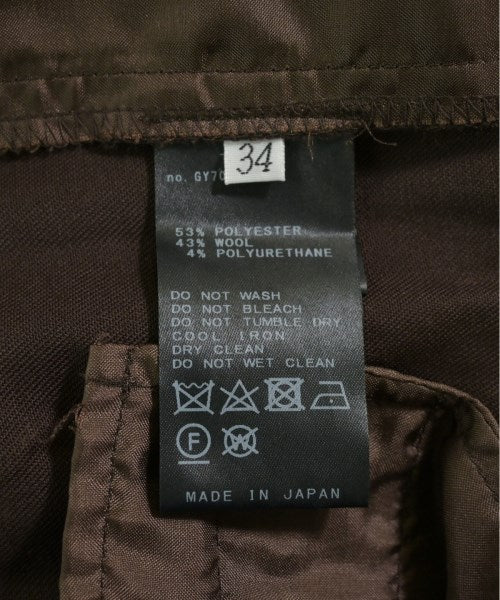 34
no. GY70
53% POLYESTER
43% WOOL
4% POLYURETHANE
DO NOT WASH
DO NOT BLEACH
DO NOT TUMBLE DRY
COOL IRON
DRY CLEAN
DO NOT WET CLEAN
F W
MADE IN JAPAN